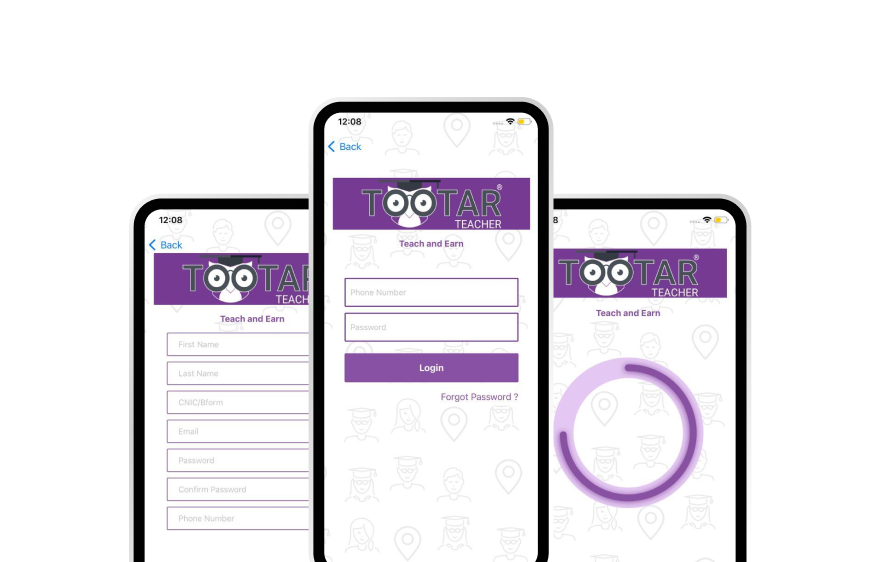 12:08
Back
TOOTAR®
TEACHER
Teach and Earn
First Name
Last Name
CNIC/Bform
Email
Password
Confirm Password
Phone Number
12:08
Back
TOOTAR®
TEACHER
Teach and Earn
Phone Number
Password
Login
Forgot Password ?
8
TOOTAR®
TEACHER
Teach and Earn